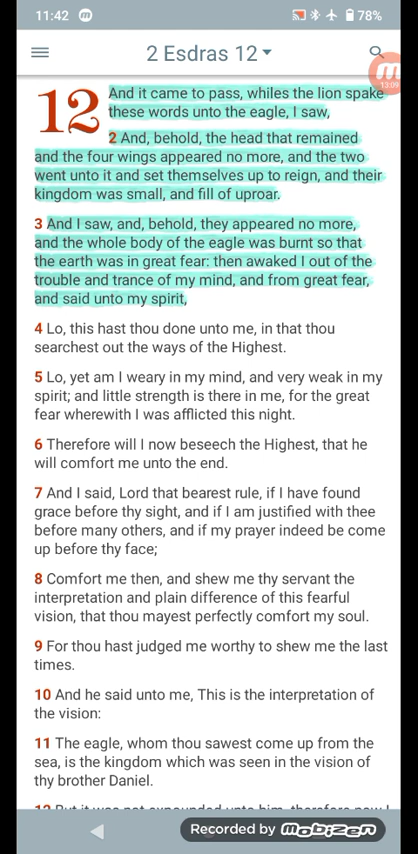 11:42 78%
2 Esdras 12
13:09
12 And it came to pass, whiles the lion spake
these words unto the eagle, I saw,
2 And, behold, the head that remained
and the four wings appeared no more, and the two
went unto it and set themselves up to reign, and their
kingdom was small, and fill of uproar.
3 And I saw, and, behold, they appeared no more,
and the whole body of the eagle was burnt so that
the earth was in great fear: then awaked I out of the
trouble and trance of my mind, and from great fear,
and said unto my spirit,
4 Lo, this hast thou done unto me, in that thou
searchest out the ways of the Highest.
5 Lo, yet am I weary in my mind, and very weak in my
spirit; and little strength is there in me, for the great
fear wherewith I was afflicted this night.
6 Therefore will I now beseech the Highest, that he
will comfort me unto the end.
7 And I said, Lord that bearest rule, if I have found
grace before thy sight, and if I am justified with thee
before many others, and if my prayer indeed be come
up before thy face;
8 Comfort me then, and shew me thy servant the
interpretation and plain difference of this fearful
vision, that thou mayest perfectly comfort my soul.
9 For thou hast judged me worthy to shew me the last
times.
10 And he said unto me, This is the interpretation of
the vision:
11 The eagle, whom thou sawest come up from the
sea, is the kingdom which was seen in the vision of
thy brother Daniel.
Recorded by mobizen